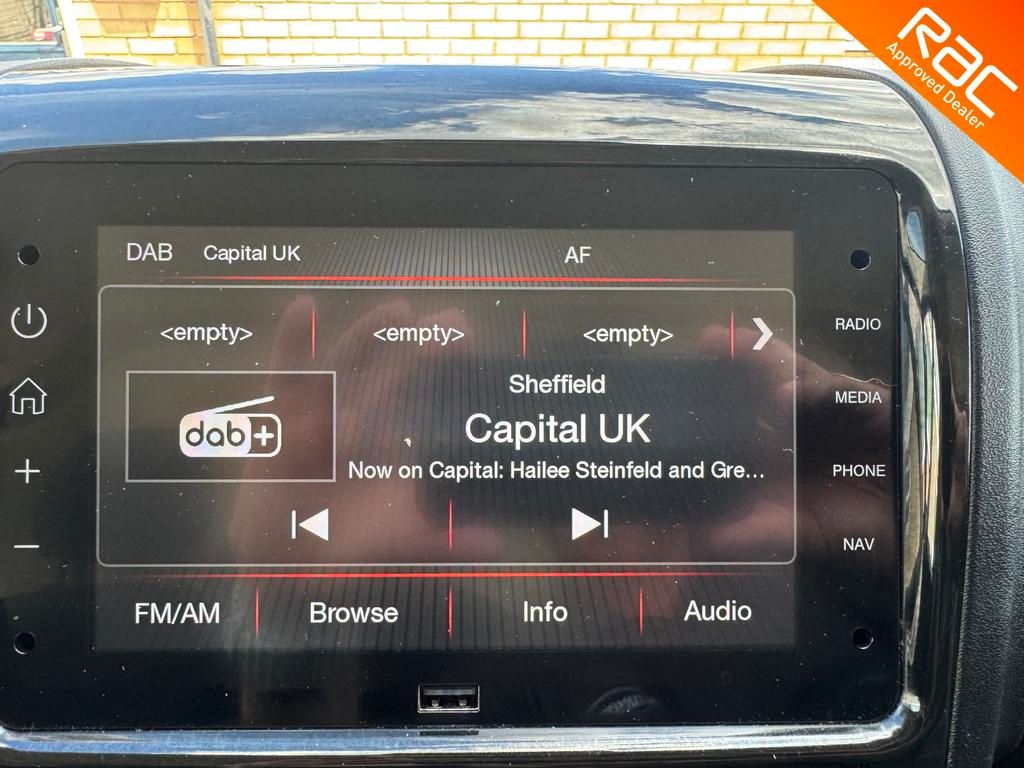 rac
Approved Dealer
DAB Capital UK AF
<empty> <empty> <empty>
RADIO
Sheffield
MEDIA
dab+
Capital UK
Now on Capital: Hailee Steinfeld and Gre...
PHONE
NAV
FM/AM Browse Info Audio